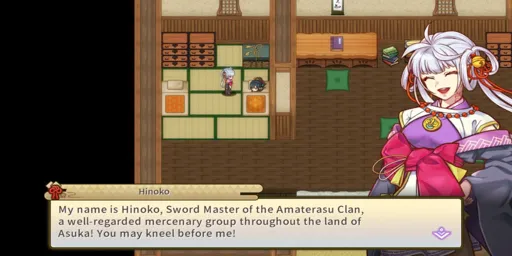 Hinoko
My name is Hinoko, Sword Master of the Amaterasu Clan,
a well-regarded mercenary group throughout the land of
Asuka! You may kneel before me!